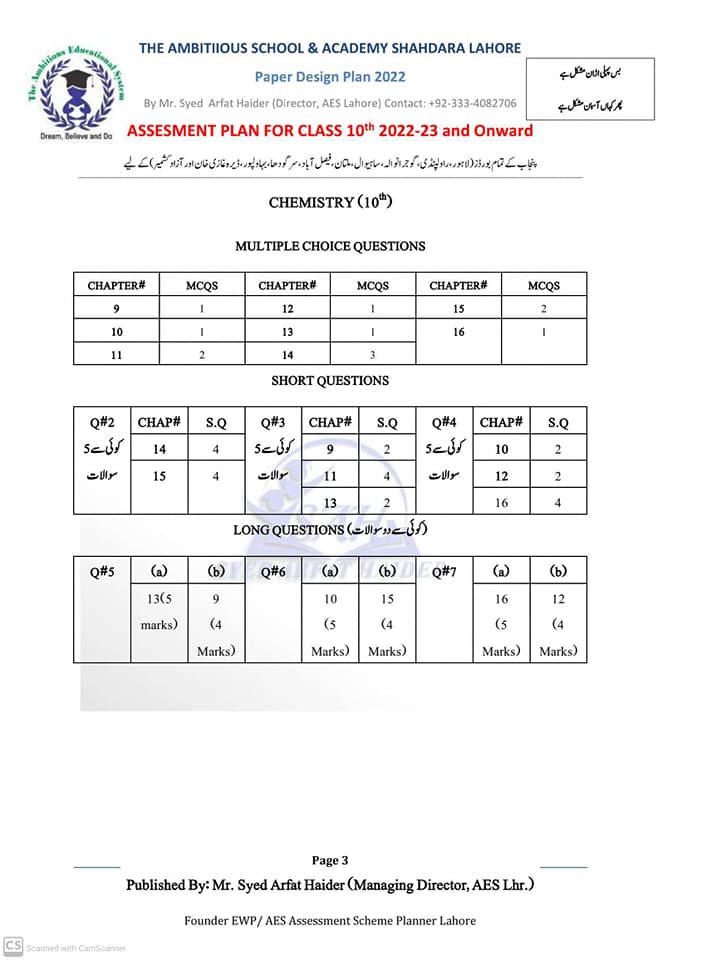 The Ambitious Educational System
Dream, Believe and Do
THE AMBITIIOUS SCHOOL & ACADEMY SHAHDARA LAHORE
Paper Design Plan 2022
By Mr. Syed Arfat Haider (Director, AES Lahore) Contact: +92-333-4082706
بس پہلی اڑان مشکل ہے
پھر کہاں آسمان مشکل ہے
ASSESMENT PLAN FOR CLASS 10th 2022-23 and Onward
پنجاب کے تمام بورڈز (لاہور، راولپنڈی، گوجرانوالہ، ساہیوال، ملتان، فیصل آباد، سرگودھا، بہاولپور، ڈیرہ غازی خان اور آزاد کشمیر) کے لیے
CHEMISTRY (10th)
MULTIPLE CHOICE QUESTIONS
CHAPTER# MCQS CHAPTER# MCQS CHAPTER# MCQS
9 1 12 1 15 2
10 1 13 1 16 1
11 2 14 3
SHORT QUESTIONS
Q#2 CHAP# S.Q Q#3 CHAP# S.Q Q#4 CHAP# S.Q
کوئی سے 5 14 4 کوئی سے 5 9 2 کوئی سے 5 10 2
سوالات 15 4 سوالات 11 4 سوالات 12 2
13 2 16 4
LONG QUESTIONS (کوئی سے دو سوالات)
Q#5 (a) (b) Q#6 (a) (b) Q#7 (a) (b)
13(5 9 10 15 16 12
marks) (4 (5 (4 (5 (4
Marks) Marks) Marks) Marks) Marks)
SYED ARFAT HAIDER
Page 3
Published By: Mr. Syed Arfat Haider (Managing Director, AES Lhr.)
Founder EWP/ AES Assessment Scheme Planner Lahore
CS Scanned with CamScanner